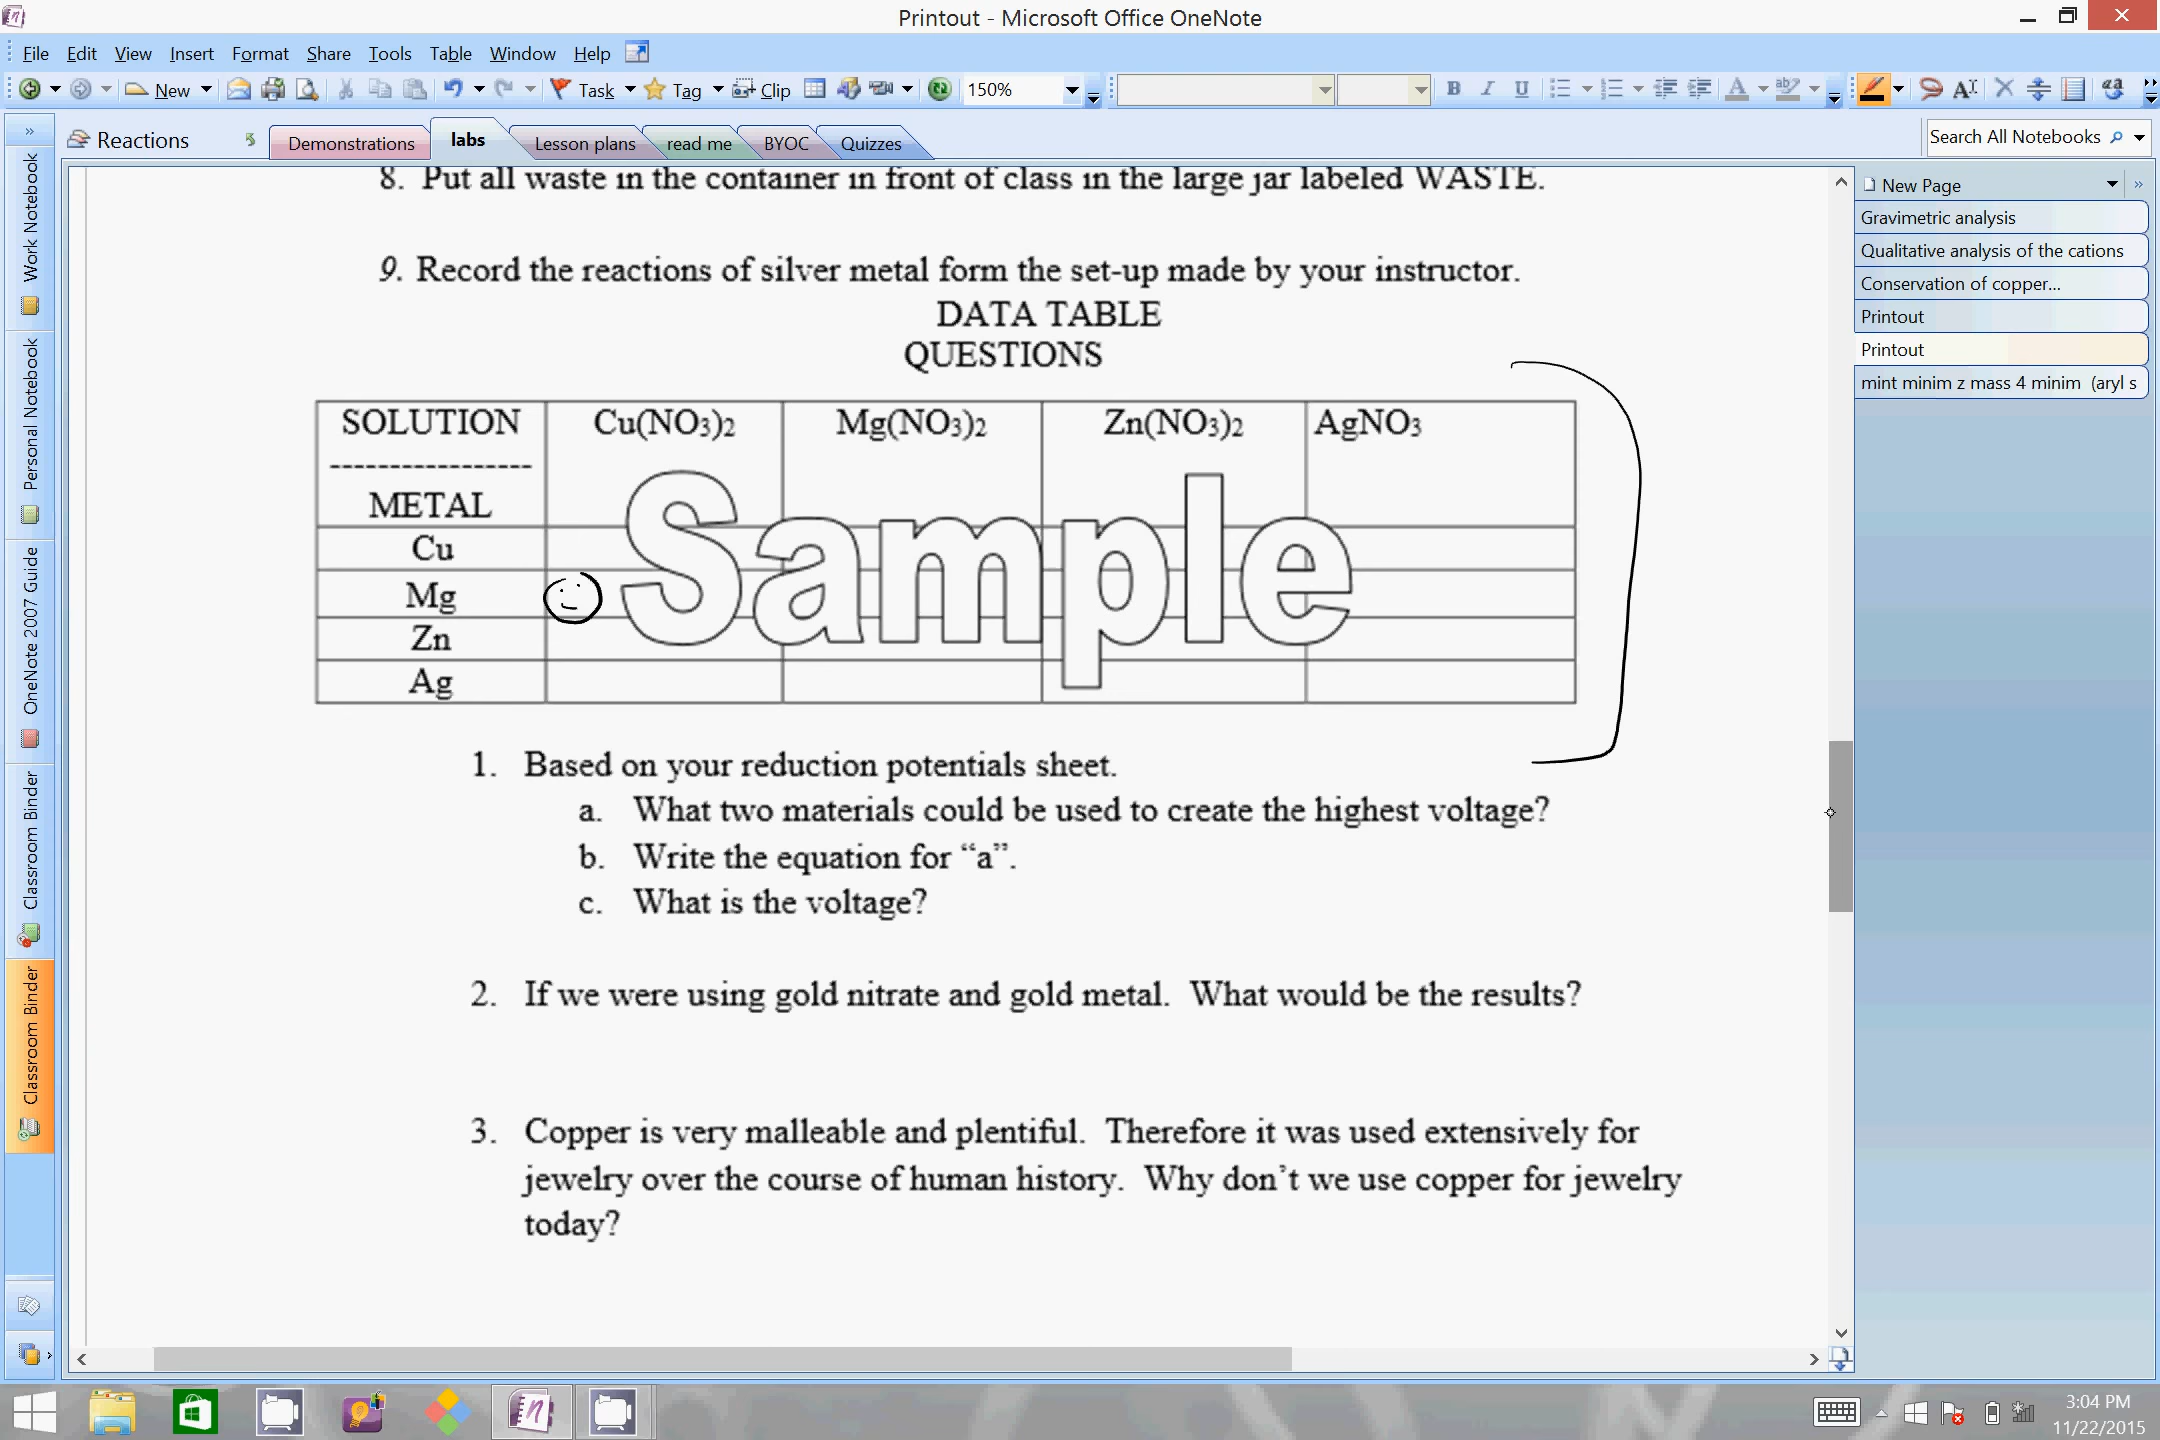 Printout - Microsoft Office OneNote
File Edit View Insert Format Share Tools Table Window Help
New Task Tag Clip 150% B I U
Reactions Demonstrations labs Lesson plans read me BYOC Quizzes Search All Notebooks
Work Notebook
Personal Notebook
OneNote 2007 Guide
Classroom Binder
Classroom Binder
8. Put all waste in the container in front of class in the large jar labeled WASTE.
9. Record the reactions of silver metal form the set-up made by your instructor.
DATA TABLE
QUESTIONS
SOLUTION Cu(NO3)2 Mg(NO3)2 Zn(NO3)2 AgNO3
-----------------
METAL
Cu
Mg
Zn
Ag
Sample
1. Based on your reduction potentials sheet.
a. What two materials could be used to create the highest voltage?
b. Write the equation for “a”.
c. What is the voltage?
2. If we were using gold nitrate and gold metal. What would be the results?
3. Copper is very malleable and plentiful. Therefore it was used extensively for
jewelry over the course of human history. Why don’t we use copper for jewelry
today?
New Page
Gravimetric analysis
Qualitative analysis of the cations
Conservation of copper...
Printout
Printout
mint minim z mass 4 minim (aryl s
3:04 PM
11/22/2015